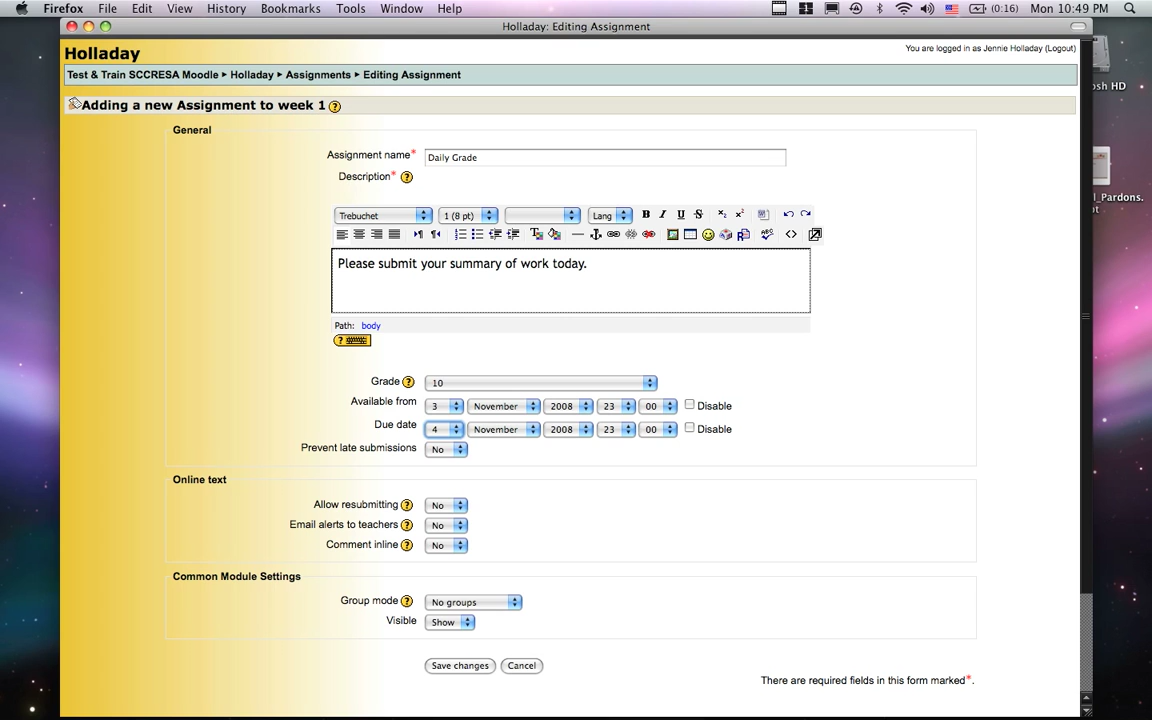 Firefox File Edit View History Bookmarks Tools Window Help (0:16) Mon 10:49 PM
Holladay: Editing Assignment
Holladay
You are logged in as Jennie Holladay (Logout)
Test & Train SCCRESA Moodle ► Holladay ► Assignments ► Editing Assignment
osh HD
Adding a new Assignment to week 1 ?
General
Assignment name* Daily Grade
Description* ?
l_Pardons.
Trebuchet 1 (8 pt) Lang B I U S
Please submit your summary of work today.
Path: body
?
Grade ? 10
Available from 3 November 2008 23 00 Disable
Due date 4 November 2008 23 00 Disable
Prevent late submissions No
Online text
Allow resubmitting ? No
Email alerts to teachers ? No
Comment inline ? No
Common Module Settings
Group mode ? No groups
Visible Show
Save changes Cancel
There are required fields in this form marked*.